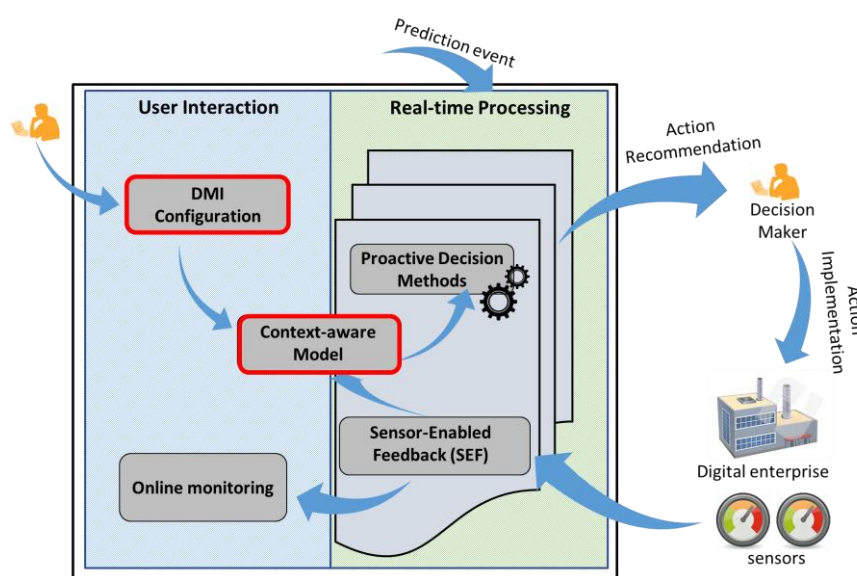 Prediction event
User Interaction
Real-time Processing
Action
Recommendation
DMI
Configuration
Decision
Maker
Proactive Decision
Methods
Action
Implementation
Context-aware
Model
Sensor-Enabled
Feedback (SEF)
Digital enterprise
Online monitoring
sensors